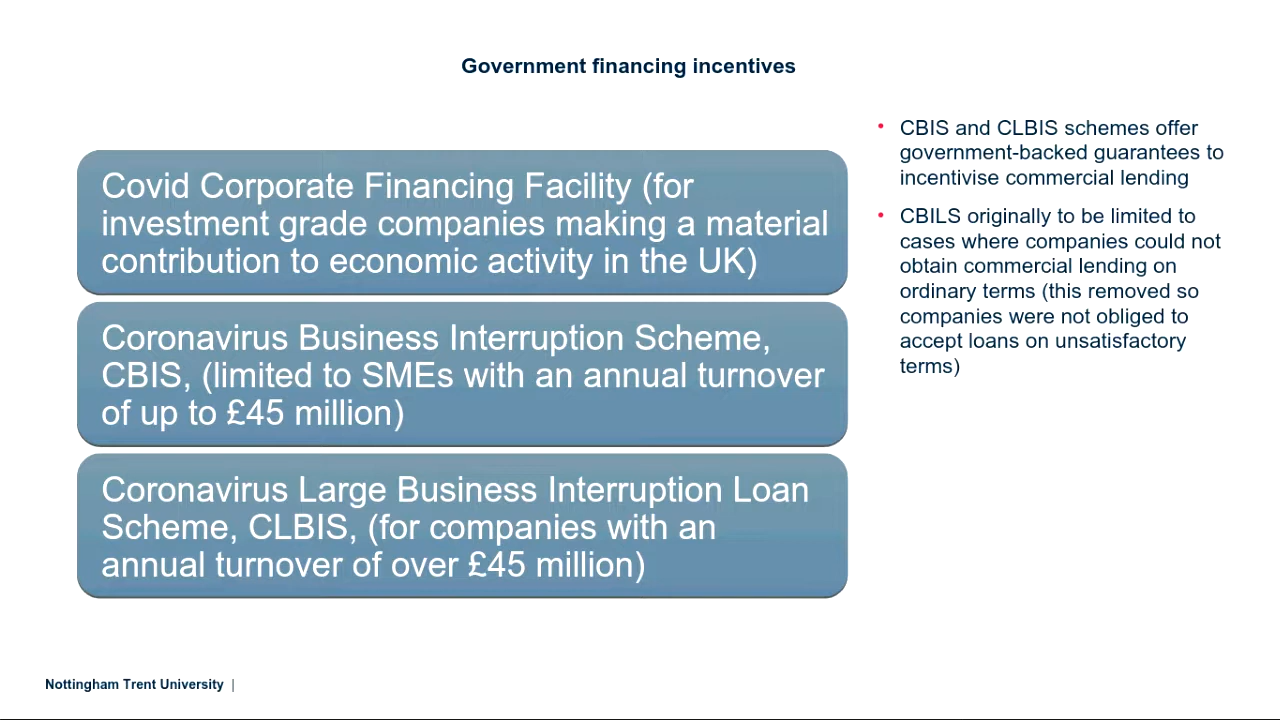 Government financing incentives
Covid Corporate Financing Facility (for
investment grade companies making a material
contribution to economic activity in the UK)
Coronavirus Business Interruption Scheme,
CBIS, (limited to SMEs with an annual turnover
of up to £45 million)
Coronavirus Large Business Interruption Loan
Scheme, CLBIS, (for companies with an
annual turnover of over £45 million)
• CBIS and CLBIS schemes offer
government-backed guarantees to
incentivise commercial lending
• CBILS originally to be limited to
cases where companies could not
obtain commercial lending on
ordinary terms (this removed so
companies were not obliged to
accept loans on unsatisfactory
terms)
Nottingham Trent University |